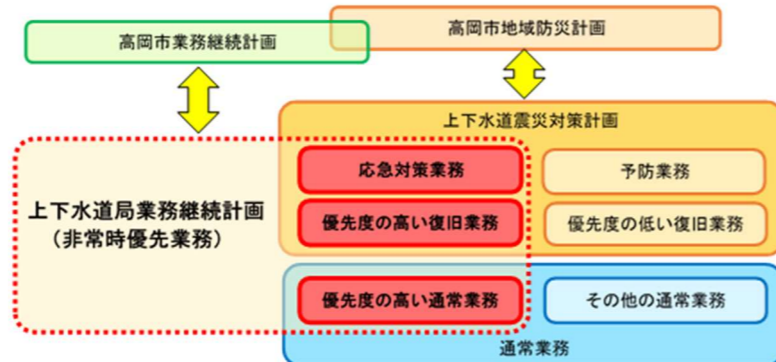 高岡市業務継続計画
高岡市地域防災計画
上下水道震災対策計画
応急対策業務
予防業務
上下水道局業務継続計画
(非常時優先業務)
優先度の高い復旧業務
優先度の低い復旧業務
優先度の高い通常業務
その他の通常業務
通常業務